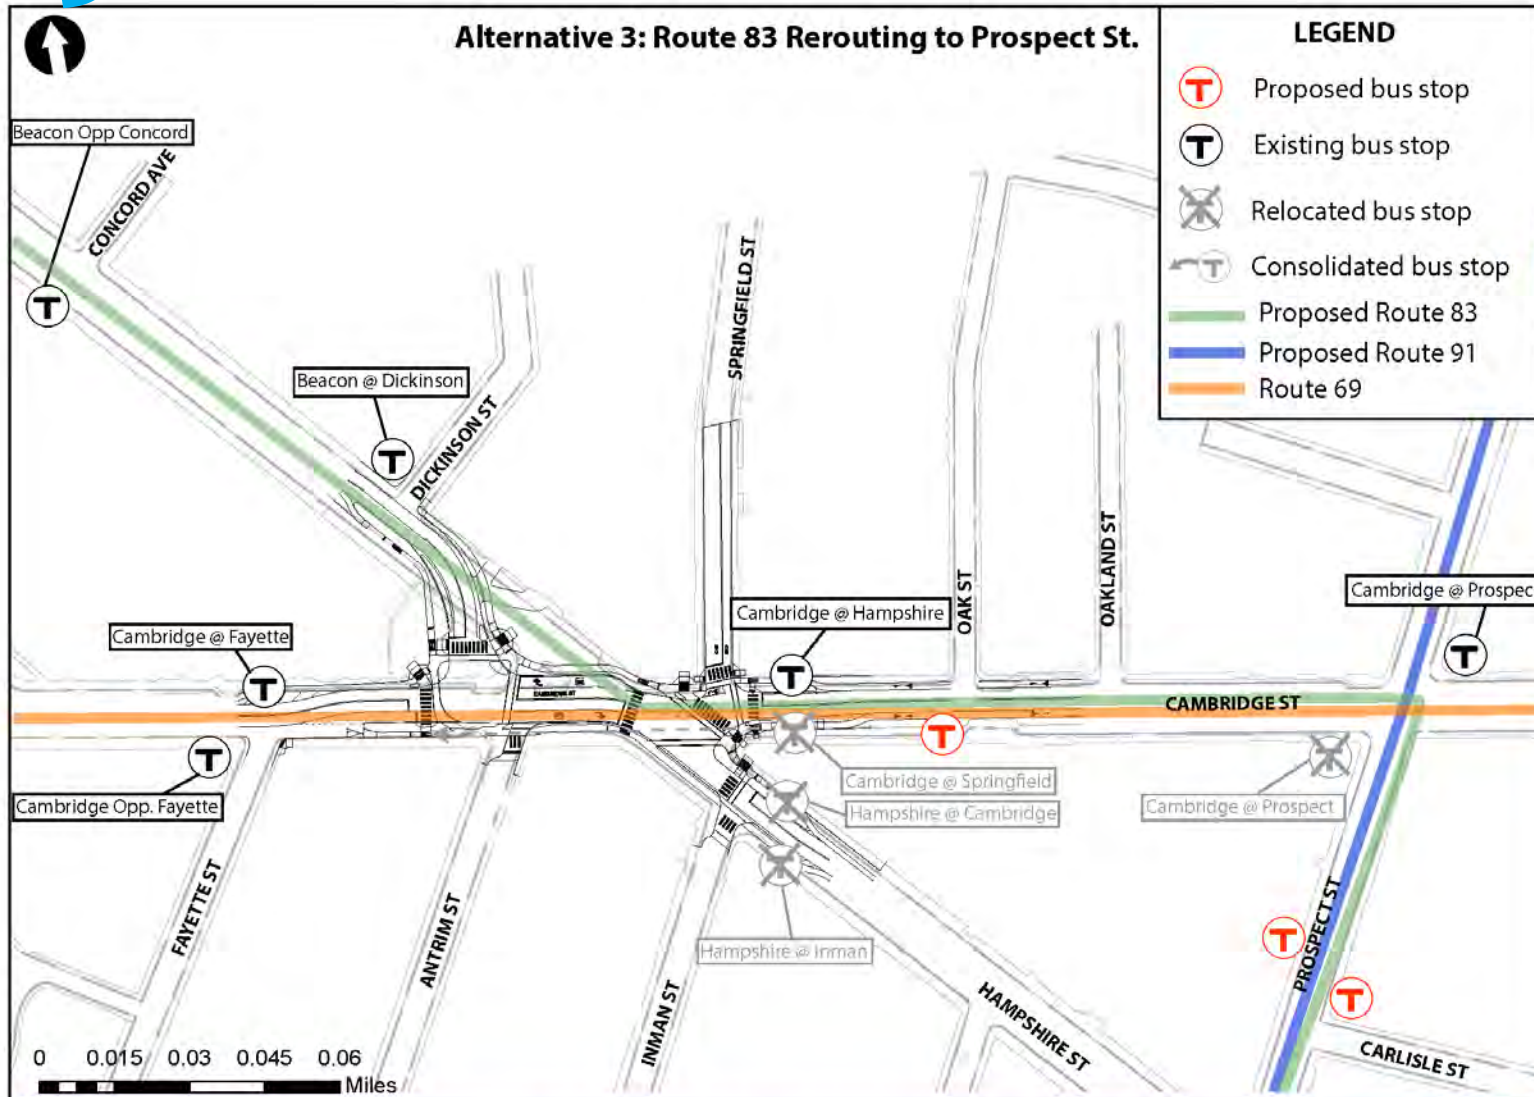 Alternative 3: Route 83 Rerouting to Prospect St.
LEGEND
T Proposed bus stop
T Existing bus stop
T Relocated bus stop
T Consolidated bus stop
Proposed Route 83
Proposed Route 91
Route 69
Beacon Opp Concord
CONCORD AVE
T
SPRINGFIELD ST
Beacon @ Dickinson
DICKINSON ST
T
OAK ST
OAKLAND ST
Cambridge @ Prospec
T
Cambridge @ Hampshire
T
Cambridge @ Fayette
T
CAMBRIDGE ST
CAMBRIDGE ST
T
T
T
T
Cambridge Opp. Fayette
Cambridge @ Springfield
T
Hampshire @ Cambridge
Cambridge @ Prospect
T
Hampshire @ Inman
FAYETTE ST
ANTRIM ST
INMAN ST
HAMPSHIRE ST
PROSPECT ST
T
T
CARLISLE ST
0 0.015 0.03 0.045 0.06
Miles